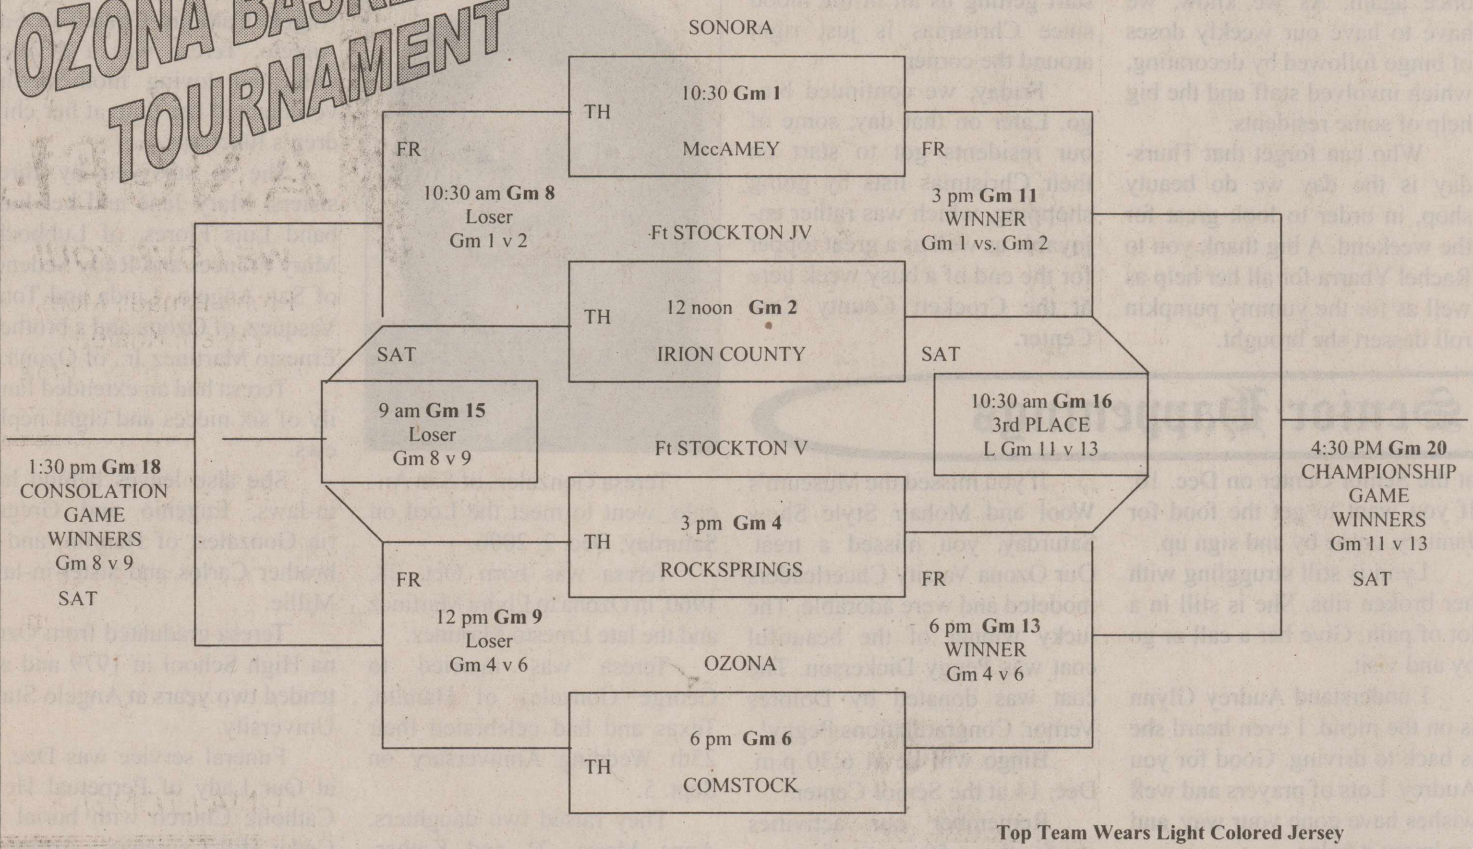 OZONA
TOURNAMENT
SONORA
10:30 Gm 1
TH
MccAMEY
FR
10:30 am Gm 8
Loser
Gm 1 v 2
FR
3 pm Gm 11
WINNER
Gm 1 vs. Gm 2
Ft STOCKTON JV
12 noon Gm 2
TH
IRION COUNTY
SAT
9 am Gm 15
Loser
Gm 8 v 9
SAT
10:30 am Gm 16
3rd PLACE
L Gm 11 v 13
Ft STOCKTON V
3 pm Gm 4
TH
ROCKSPRINGS
1:30 pm Gm 18
CONSOLATION
GAME
WINNERS
Gm 8 v 9
SAT
4:30 PM Gm 20
CHAMPIONSHIP
GAME
WINNERS
Gm 11 v 13
SAT
FR
12 pm Gm 9
Loser
Gm 4 v 6
FR
6 pm Gm 13
WINNER
Gm 4 v 6
OZONA
6 pm Gm 6
TH
COMSTOCK
Top Team Wears Light Colored Jersey